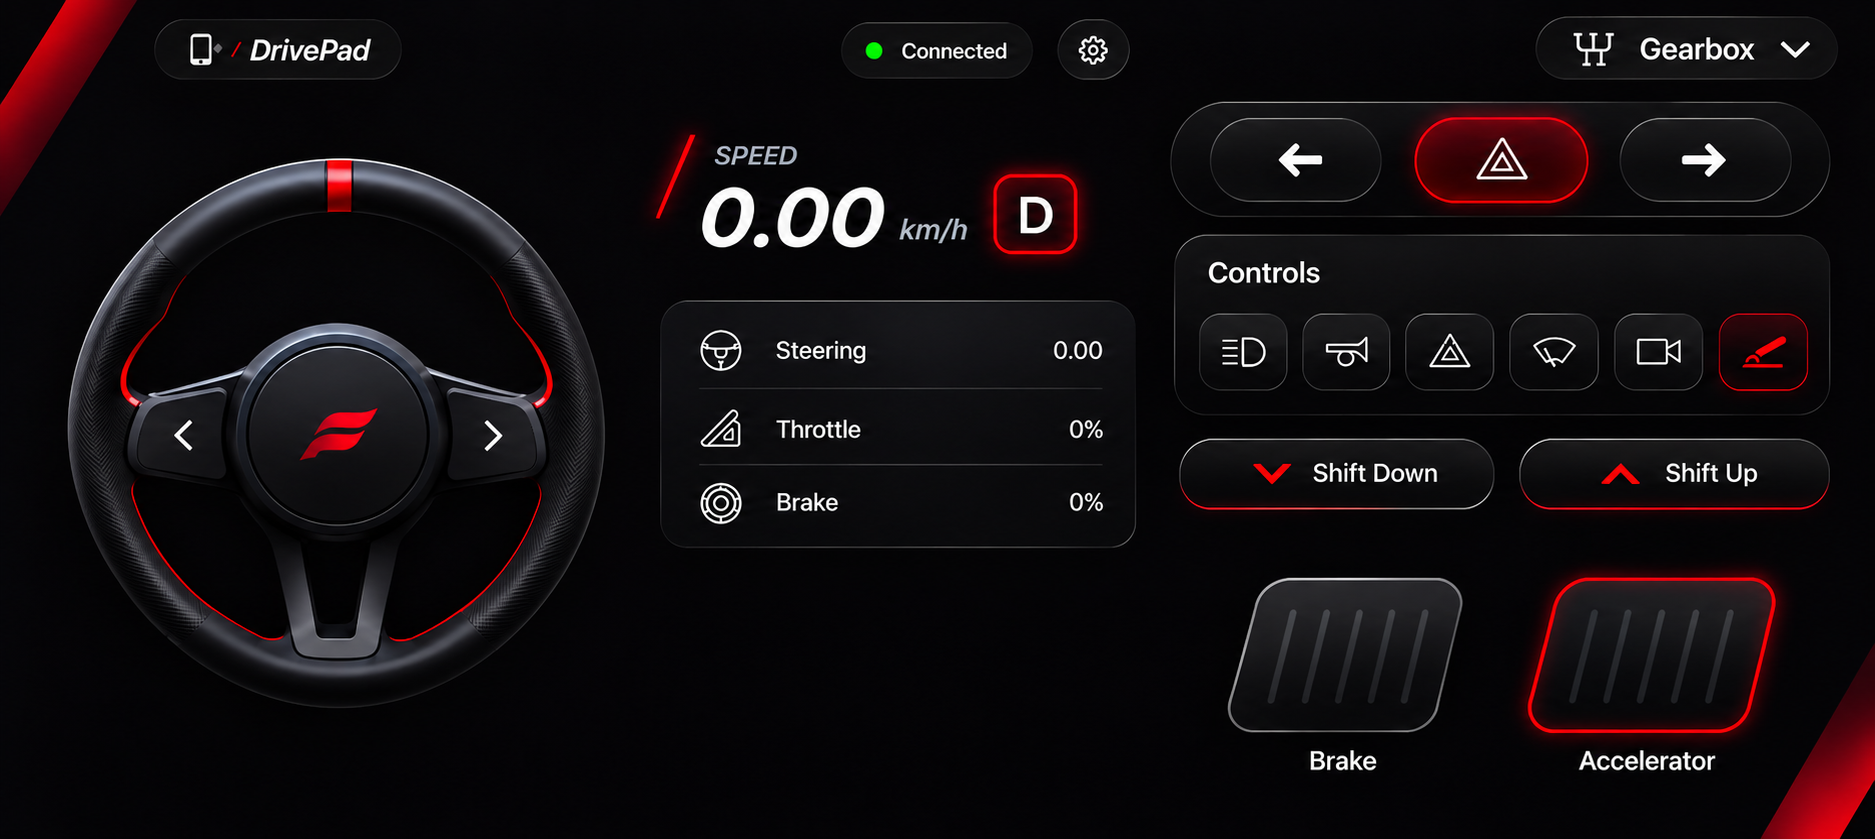 DrivePad
Connected
Gearbox
SPEED
0.00 km/h
D
Steering 0.00
Throttle 0%
Brake 0%
Controls
Shift Down
Shift Up
Brake
Accelerator